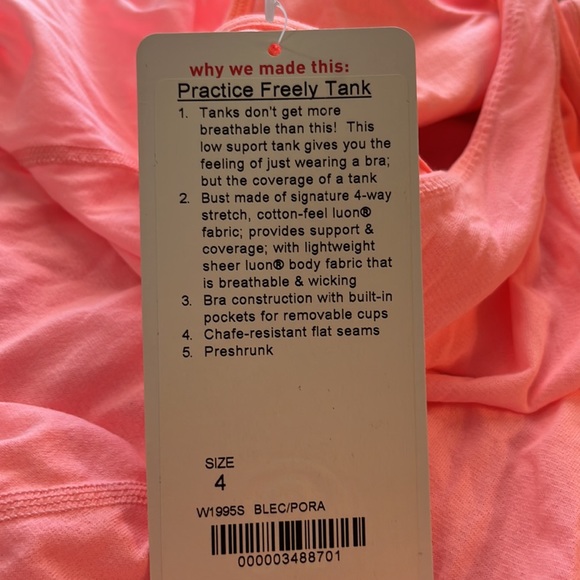 why we made this:
Practice Freely Tank
1. Tanks don't get more
breathable than this! This
low suport tank gives you the
feeling of just wearing a bra;
but the coverage of a tank
2. Bust made of signature 4-way
stretch, cotton-feel luon®
fabric; provides support &
coverage; with lightweight
sheer luon® body fabric that
is breathable & wicking
3. Bra construction with built-in
pockets for removable cups
4. Chafe-resistant flat seams
5. Preshrunk
SIZE
4
W1995S BLEC/PORA
000003488701